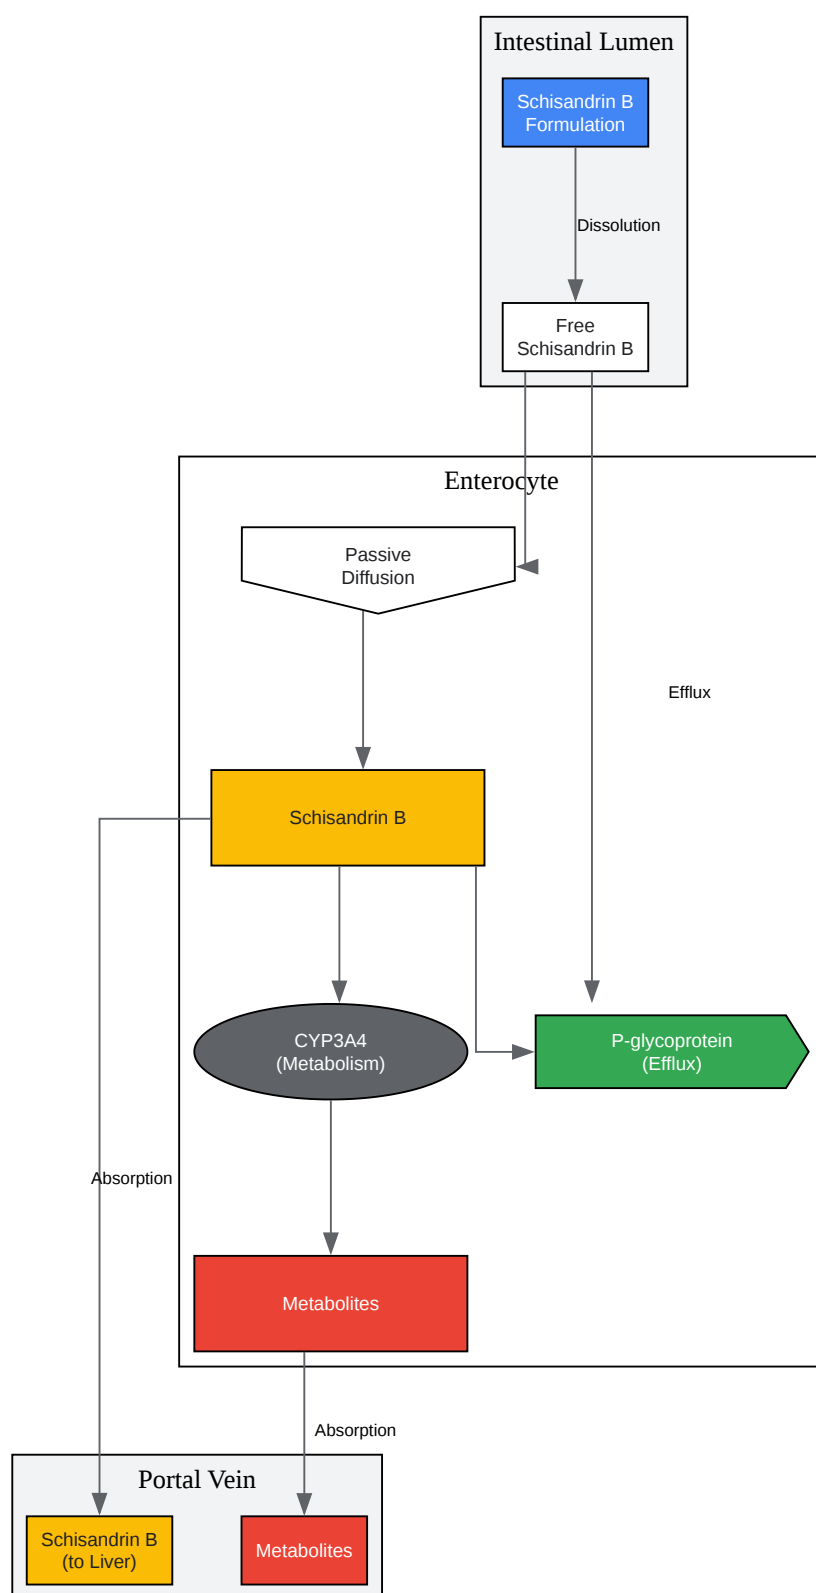 Intestinal Lumen
Schisandrin B
Formulation
Dissolution
Free
Schisandrin B
Enterocyte
Passive
Diffusion
Efflux
Schisandrin B
CYP3A4
(Metabolism)
P-glycoprotein
(Efflux)
Absorption
Metabolites
Absorption
Portal Vein
Schisandrin B
(to Liver)
Metabolites